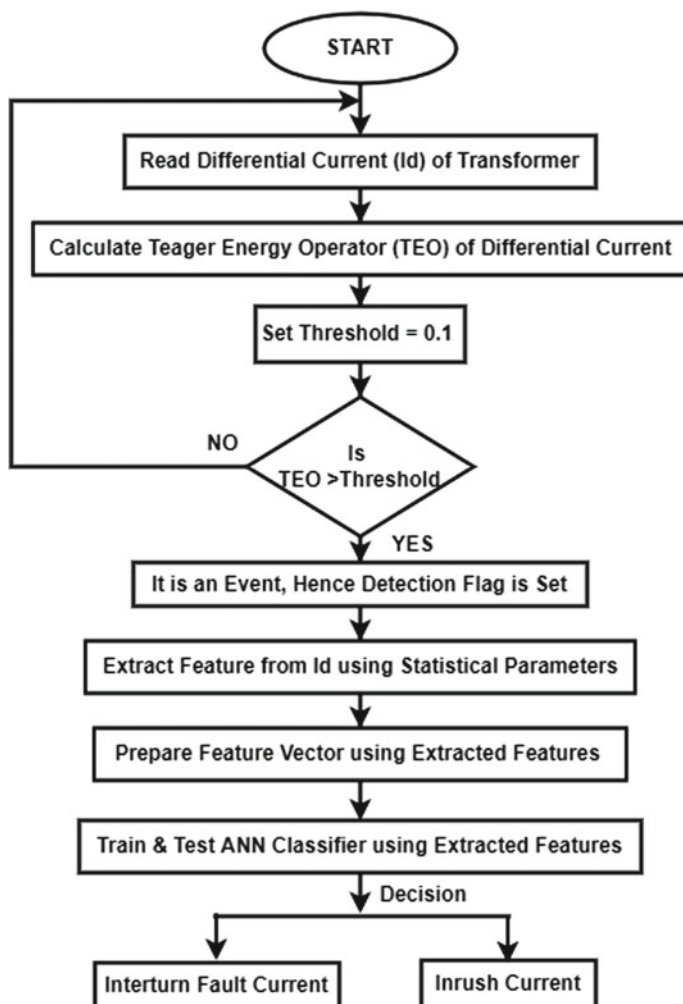 START
Read Differential Current (Id) of Transformer
Calculate Teager Energy Operator (TEO) of Differential Current
Set Threshold = 0.1
NO
Is
TEO >Threshold
YES
It is an Event, Hence Detection Flag is Set
Extract Feature from Id using Statistical Parameters
Prepare Feature Vector using Extracted Features
Train & Test ANN Classifier using Extracted Features
Decision
Interturn Fault Current
Inrush Current